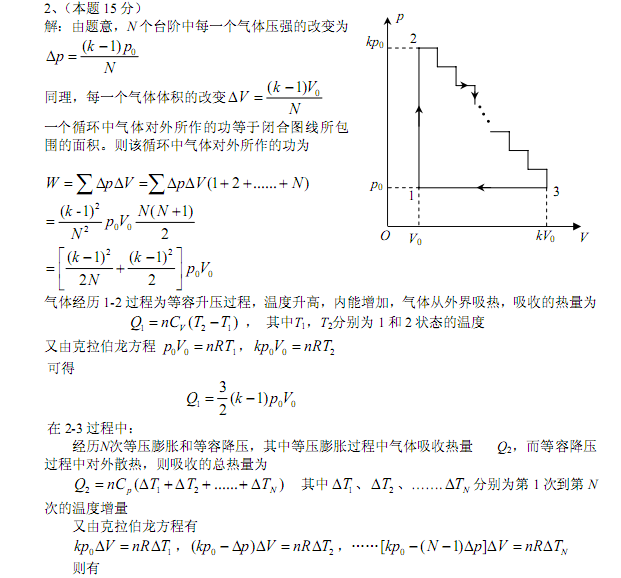 2、（本题 15 分）
解：由题意，N 个台阶中每一个气体压强的改变为
Δp = (k－1)p₀ / N
同理，每一个气体体积的改变 ΔV = (k－1)V₀ / N
一个循环中气体对外所作的功等于闭合图线所包
围的面积。则该循环中气体对外所作的功为
W = ∑ΔpΔV = ∑ΔpΔV(1+2+......+N)
= (k-1)² / N² p₀V₀ N(N+1) / 2
= [(k－1)² / 2N + (k－1)² / 2] p₀V₀
p
kp₀
2
p₀
1
3
O
V₀
kV₀
V
气体经历 1-2 过程为等容升压过程，温度升高，内能增加，气体从外界吸热，吸收的热量为
Q₁ = nC_V(T₂－T₁)， 其中T₁，T₂分别为 1 和 2 状态的温度
又由克拉伯龙方程 p₀V₀ = nRT₁，kp₀V₀ = nRT₂
可得
Q₁ = 3/2 (k－1)p₀V₀
在 2-3 过程中：
经历N次等压膨胀和等容降压，其中等压膨胀过程中气体吸收热量 Q₂，而等容降压
过程中对外散热，则吸收的总热量为
Q₂ = nC_p(ΔT₁+ΔT₂+......+ΔT_N) 其中 ΔT₁、ΔT₂、…….ΔT_N 分别为第 1 次到第 N
次的温度增量
又由克拉伯龙方程有
kp₀ΔV = nRΔT₁，(kp₀－Δp)ΔV = nRΔT₂，……[kp₀－(N－1)Δp]ΔV = nRΔT_N
则有